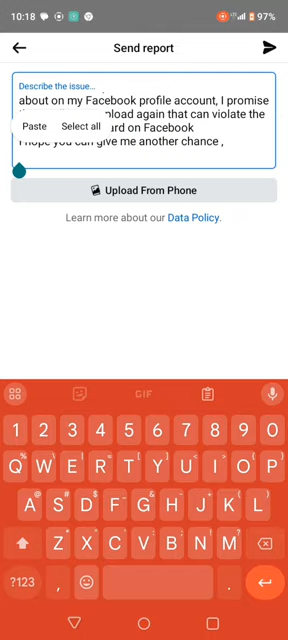 10:18
97%
Send report
Describe the issue...
about on my Facebook profile account, I promise
pload again that can violate the
Paste
Select all
urd on Facebook
I hope you can give me another chance ,
Upload From Phone
Learn more about our Data Policy.
GIF
1 2 3 4 5 6 7 8 9 0
Q W E R T Y U I O P
A S D F G H J K L
Z X C V B N M
?123 , .